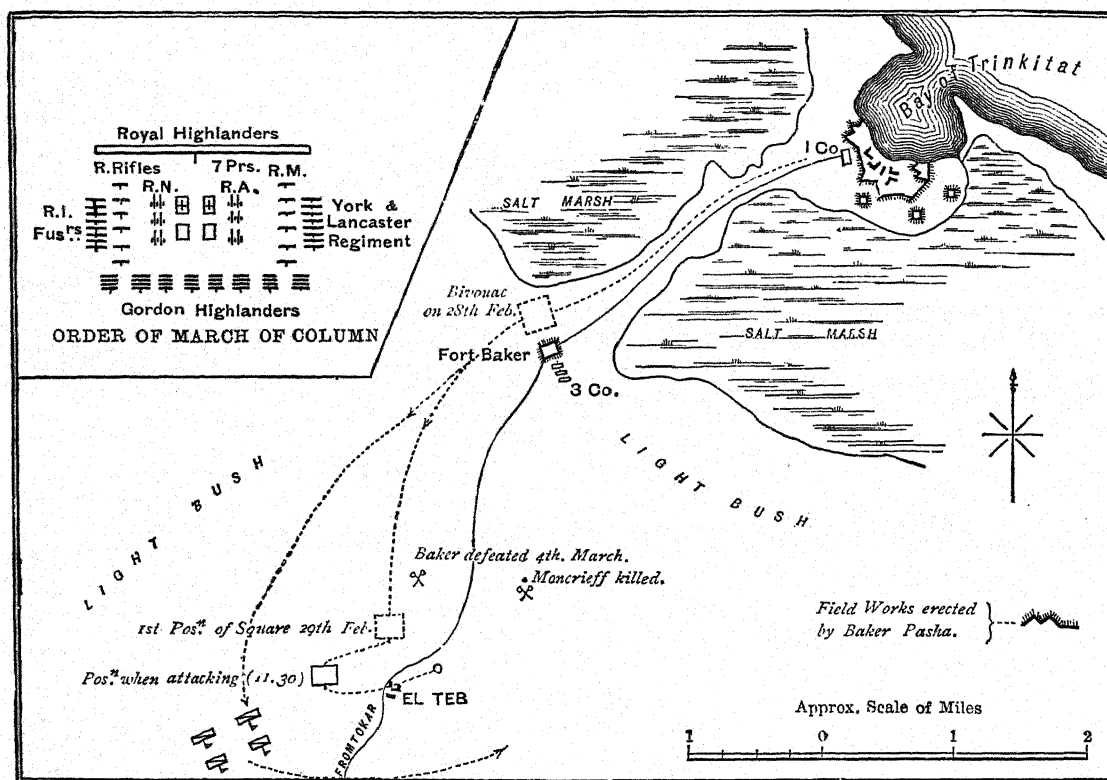 Royal Highlanders
R.Rifles 7 Prs. R.M.
R.N. R.A.
R.I.
Fusrs
York &
Lancaster
Regiment
Gordon Highlanders
ORDER OF MARCH OF COLUMN
Bay of Trinkitat
1 Co.
SALT MARSH
SALT MARSH
Bivouac
on 28th Feb.
Fort Baker
3 Co.
LIGHT BUSH
LIGHT BUSH
Baker defeated 4th. March.
Moncrieff killed.
1st Posn. of Square 29th Feb.
Posn. when attacking (11.30)
EL TEB
FROM TOKAR
Field Works erected
by Baker Pasha.
Approx. Scale of Miles
1 0 1 2